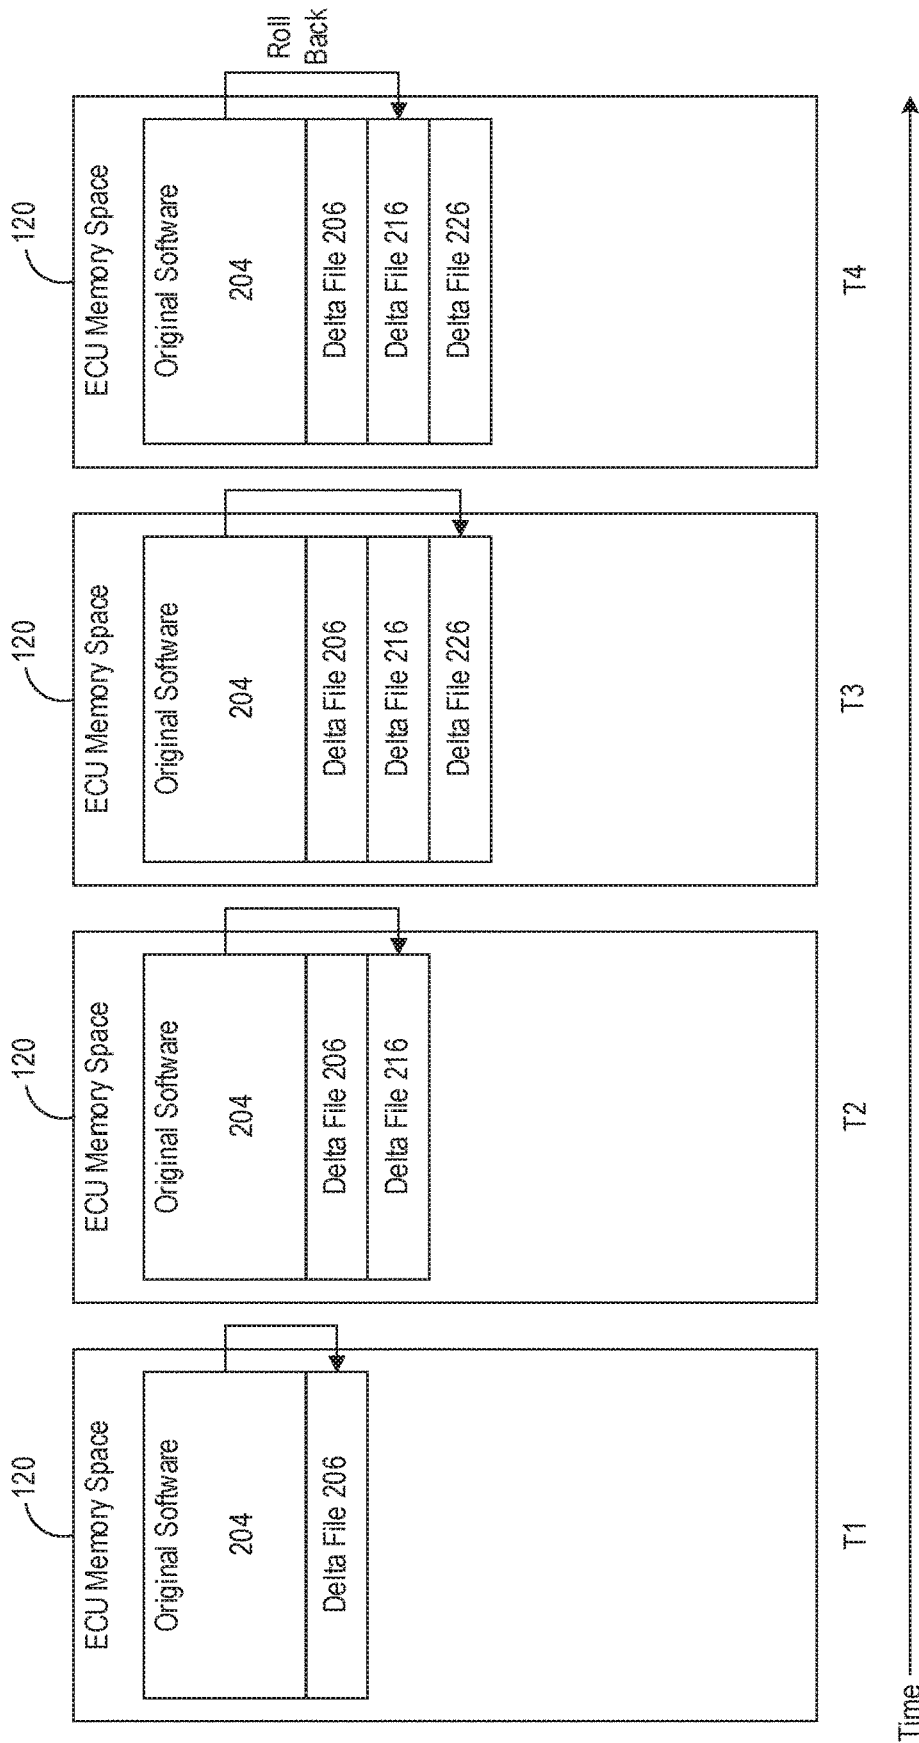 120
ECU Memory Space
Original Software
204
Delta File 206
T1
120
ECU Memory Space
Original Software
204
Delta File 206
Delta File 216
T2
120
ECU Memory Space
Original Software
204
Delta File 206
Delta File 216
Delta File 226
T3
120
ECU Memory Space
Original Software
204
Delta File 206
Delta File 216
Delta File 226
T4
Roll
Back
Time